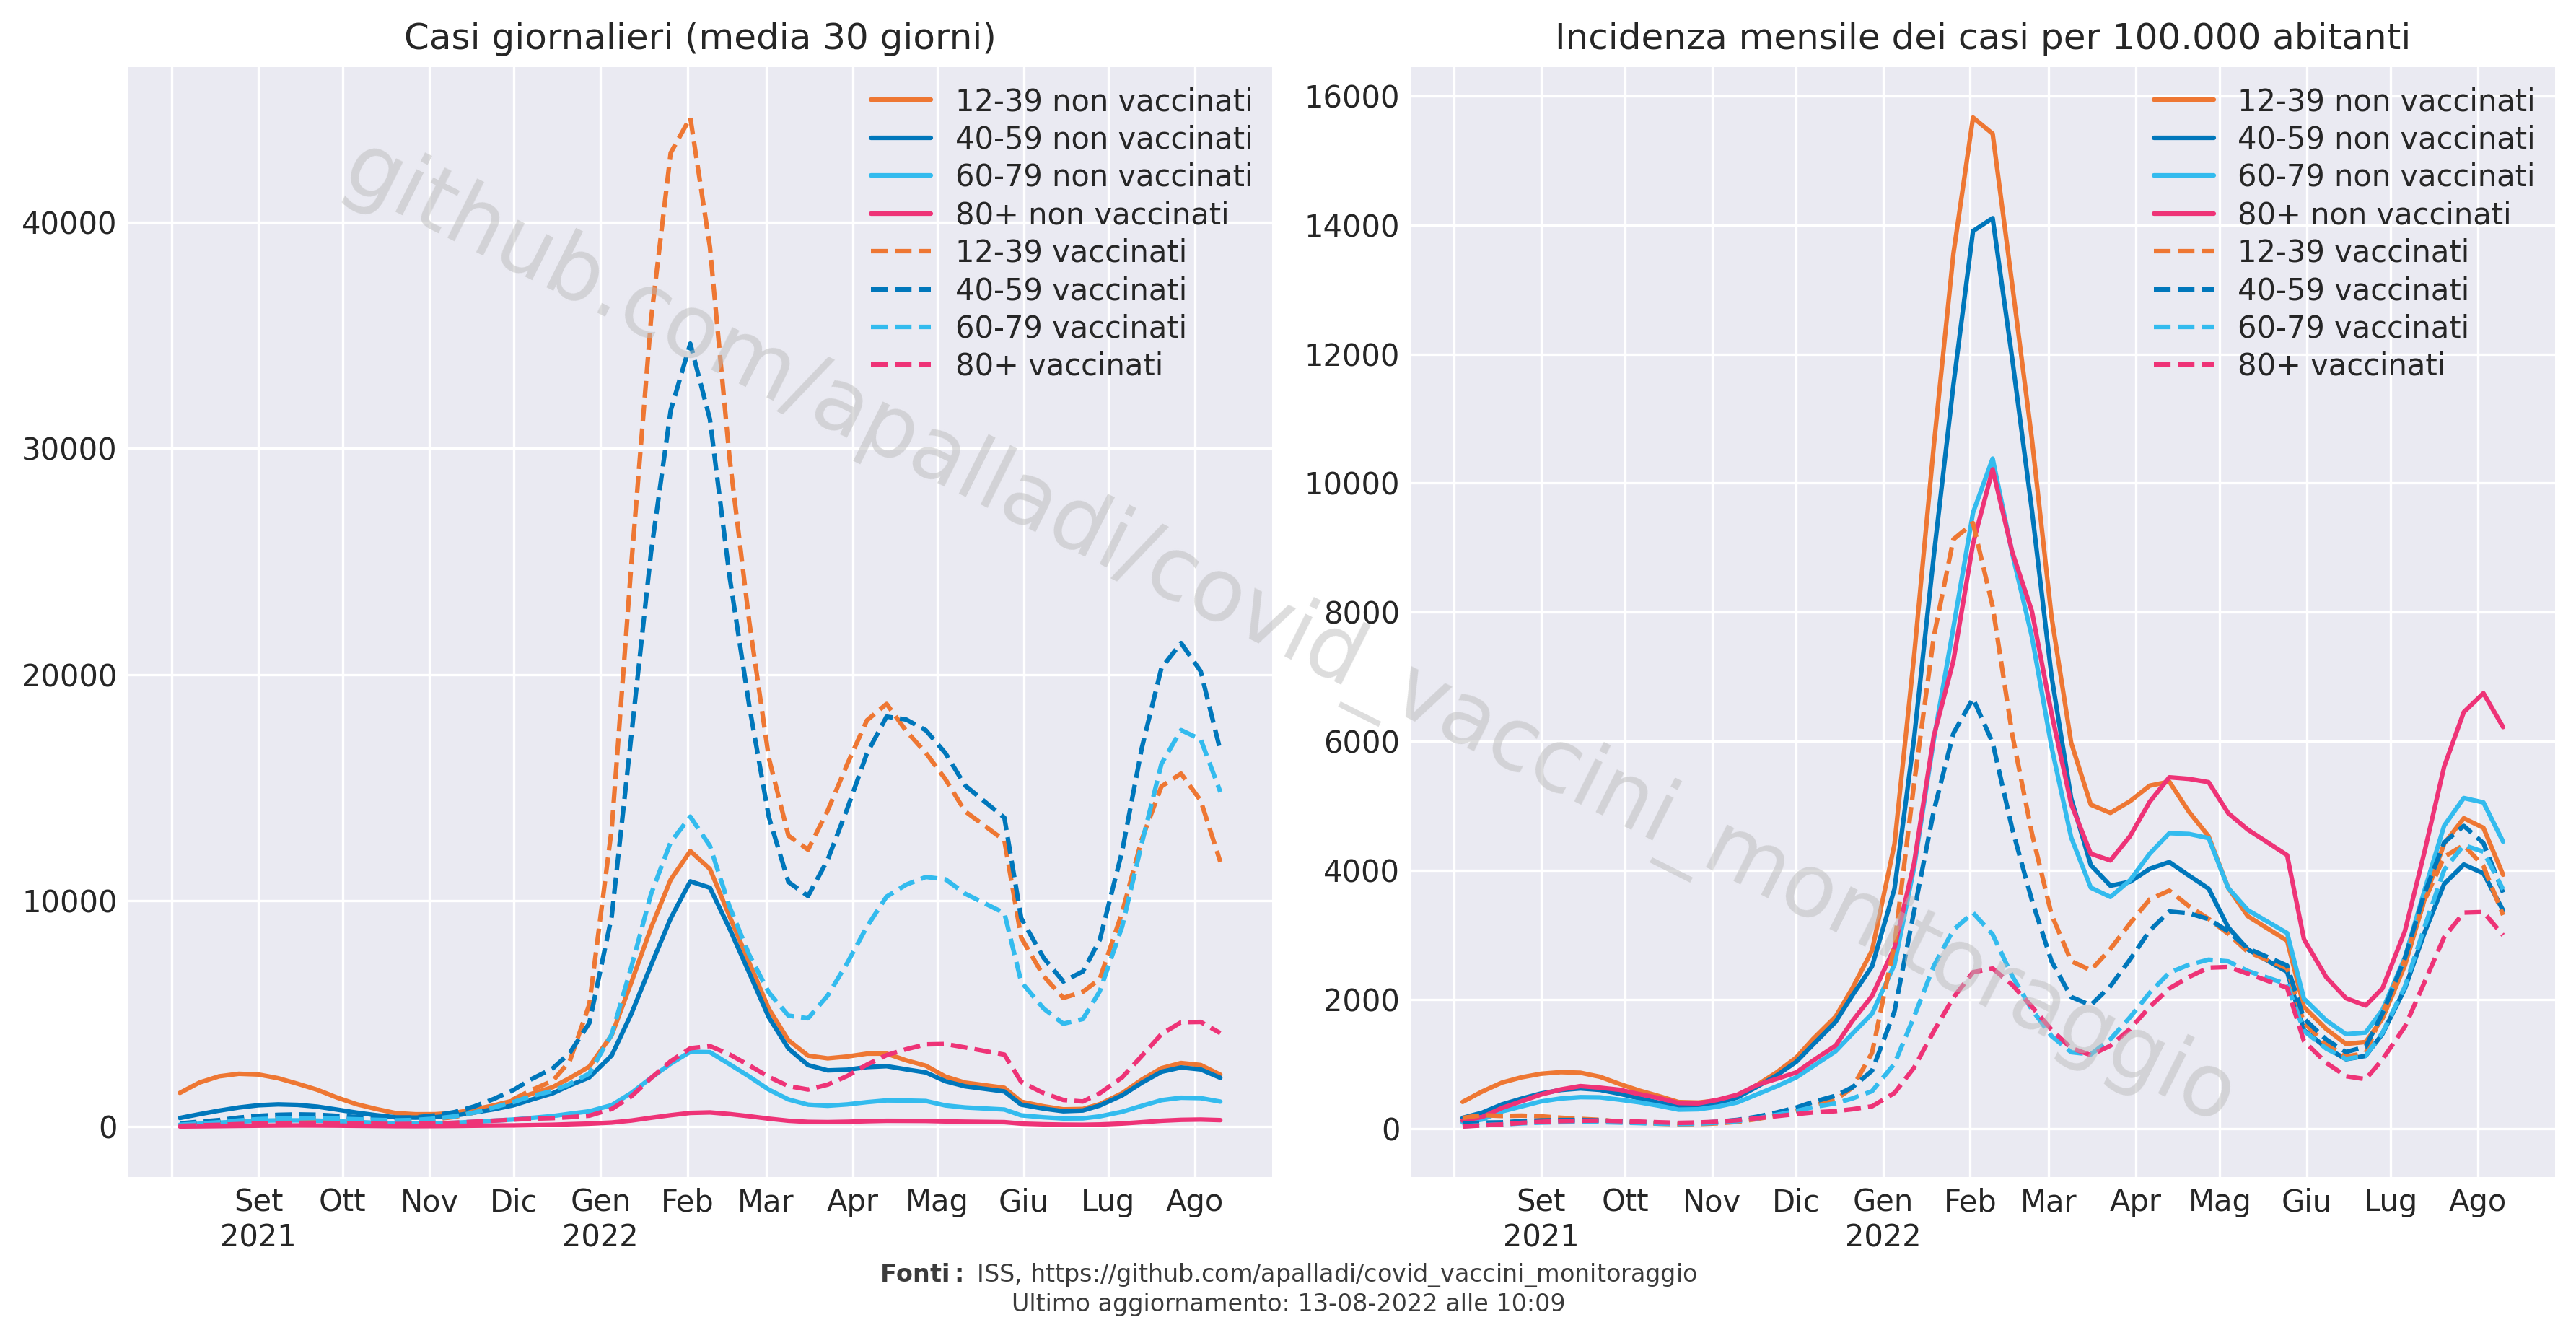 Casi giornalieri (media 30 giorni)
40000
30000
20000
10000
0
12-39 non vaccinati
40-59 non vaccinati
60-79 non vaccinati
80+ non vaccinati
12-39 vaccinati
40-59 vaccinati
60-79 vaccinati
80+ vaccinati
Set Ott Nov Dic Gen Feb Mar Apr Mag Giu Lug Ago
2021 2022
Incidenza mensile dei casi per 100.000 abitanti
16000
14000
12000
10000
8000
6000
4000
2000
0
12-39 non vaccinati
40-59 non vaccinati
60-79 non vaccinati
80+ non vaccinati
12-39 vaccinati
40-59 vaccinati
60-79 vaccinati
80+ vaccinati
Set Ott Nov Dic Gen Feb Mar Apr Mag Giu Lug Ago
2021 2022
github.com/apalladi/covid_vaccini_monitoraggio
Fonti: ISS, https://github.com/apalladi/covid_vaccini_monitoraggio
Ultimo aggiornamento: 13-08-2022 alle 10:09